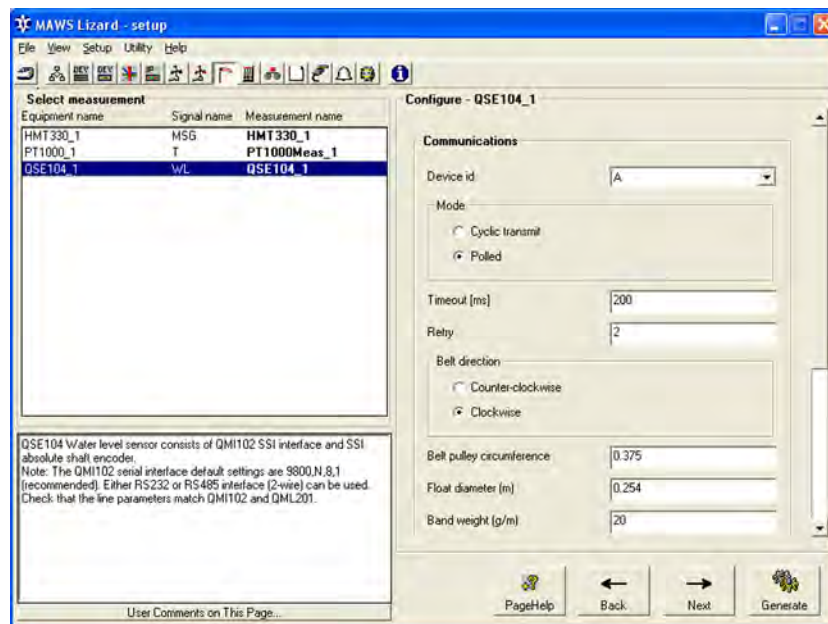 MAWS Lizard - setup
File View Setup Utility Help
Select measurement
Equipment name Signal name Measurement name
HMT330_1 MSG HMT330_1
PT1000_1 T PT1000Meas_1
QSE104_1 WL QSE104_1
QSE104 Water level sensor consists of QMI102 SSI interface and SSI
absolute shaft encoder.
Note: The QMI102 serial interface default settings are 9800,N,8,1
(recommended). Either RS232 or RS485 interface (2-wire) can be used.
Check that the line parameters match QMI102 and QML201.
User Comments on This Page...
Configure - QSE104_1
Communications
Device id A
Mode
Cyclic transmit
Polled
Timeout [ms] 200
Retry 2
Belt direction
Counter-clockwise
Clockwise
Belt pulley circumference 0.375
Float diameter (m) 0.254
Band weight (g/m) 20
PageHelp Back Next Generate